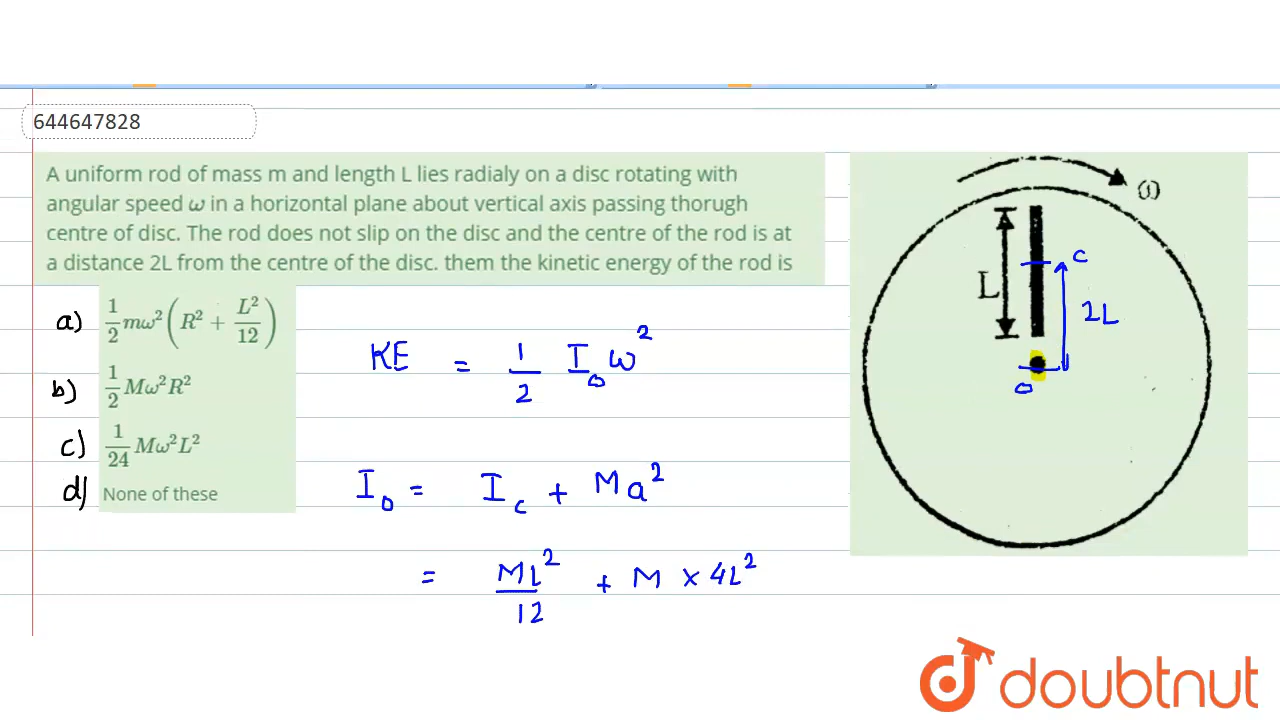 644647828
A uniform rod of mass m and length L lies radialy on a disc rotating with
angular speed ω in a horizontal plane about vertical axis passing thorugh
centre of disc. The rod does not slip on the disc and the centre of the rod is at
a distance 2L from the centre of the disc. them the kinetic energy of the rod is
a) 1/2 mω²(R² + L²/12)
b) 1/2 Mω²R²
c) 1/24 Mω²L²
d) None of these
KE = 1/2 I₀ ω²
I₀ = I_c + Ma²
= ML²/12 + M × 4L²
ω
L
c
2L
o
doubtnut